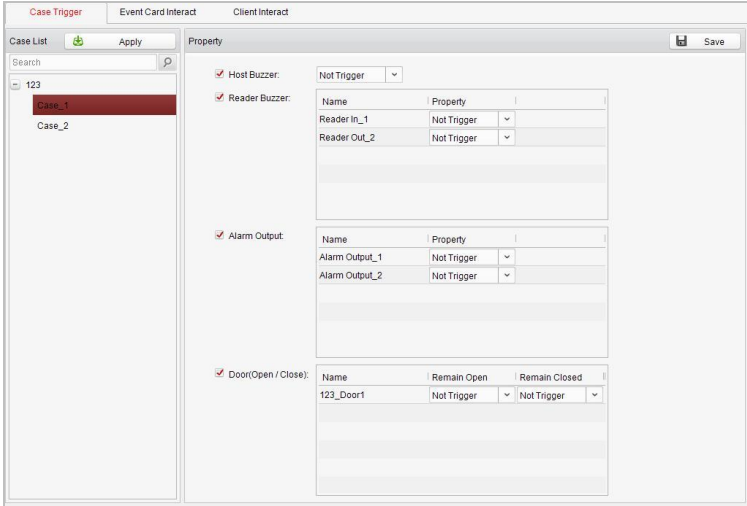 Case Trigger Event Card Interact Client Interact
Case List Apply Property Save
Search
123
Case_1
Case_2
Host Buzzer: Not Trigger
Reader Buzzer:
Name Property
Reader In_1 Not Trigger
Reader Out_2 Not Trigger
Alarm Output:
Name Property
Alarm Output_1 Not Trigger
Alarm Output_2 Not Trigger
Door(Open / Close):
Name Remain Open Remain Closed
123_Door1 Not Trigger Not Trigger